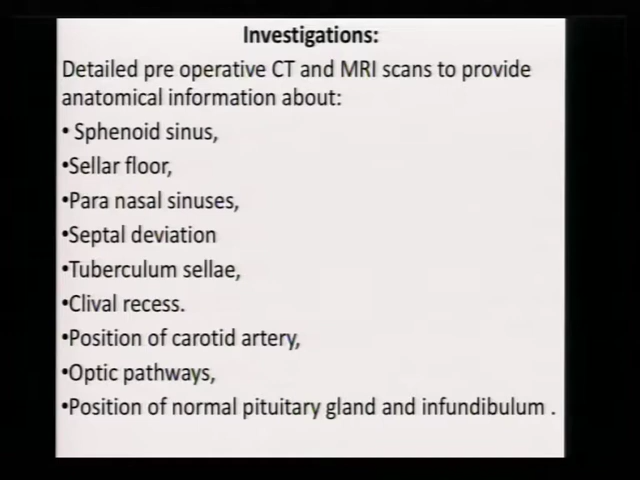 Investigations:
Detailed pre operative CT and MRI scans to provide
anatomical information about:
• Sphenoid sinus,
•Sellar floor,
•Para nasal sinuses,
•Septal deviation
•Tuberculum sellae,
•Clival recess.
•Position of carotid artery,
•Optic pathways,
•Position of normal pituitary gland and infundibulum .